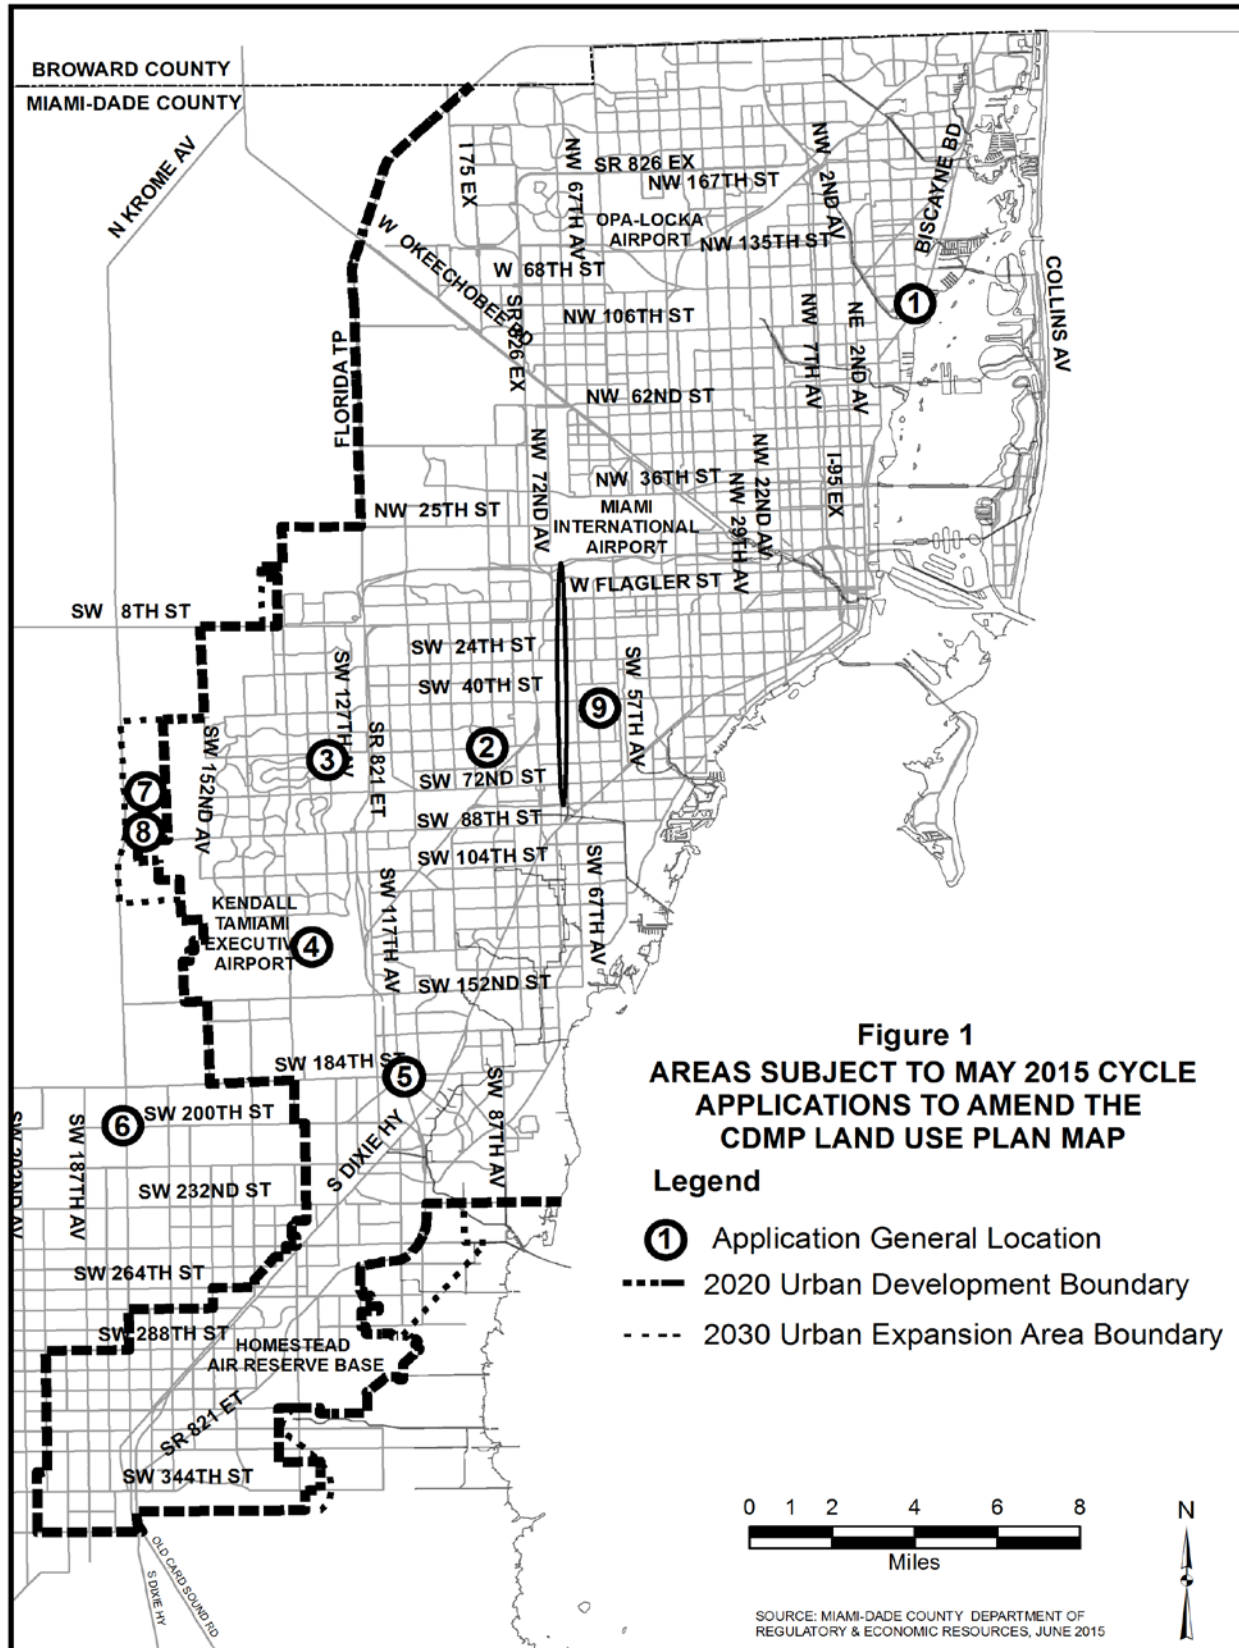 BROWARD COUNTY
MIAMI-DADE COUNTY
N KROME AV
I 75 EX
NW 67TH AV
SR 826 EX
NW 167TH ST
NW 2ND AV
BISCAYNE BD
OPA-LOCKA
AIRPORT
NW 135TH ST
W OKEECHOBEE RD
W 68TH ST
COLLINS AV
1
SR 826 EX
NW 106TH ST
NW 7TH AV
NE 2ND AV
FLORIDA TP
NW 62ND ST
NW 72ND AV
NW 36TH ST
NW 22ND AV
I-95 EX
NW 29TH AV
NW 25TH ST
MIAMI
INTERNATIONAL
AIRPORT
W FLAGLER ST
SW 8TH ST
SW 24TH ST
SW 127TH AV
SW 40TH ST
SW 57TH AV
9
SR 821 ET
2
3
SW 152ND AV
SW 72ND ST
7
8
SW 88TH ST
SW 104TH ST
SW 67TH AV
SW 117TH AV
KENDALL
TAMIAMI
EXECUTIVE
AIRPORT
4
SW 152ND ST
SW 184TH ST
5
SW 87TH AV
6
SW 200TH ST
S DIXIE HY
SW 187TH AV
SW 232ND ST
SW 264TH ST
SW 288TH ST
HOMESTEAD
AIR RESERVE BASE
SR 821 ET
SW 344TH ST
OLD CARD SOUND RD
S DIXIE HY
Figure 1
AREAS SUBJECT TO MAY 2015 CYCLE
APPLICATIONS TO AMEND THE
CDMP LAND USE PLAN MAP
Legend
1 Application General Location
2020 Urban Development Boundary
2030 Urban Expansion Area Boundary
0 1 2 4 6 8
Miles
N
SOURCE: MIAMI-DADE COUNTY DEPARTMENT OF
REGULATORY & ECONOMIC RESOURCES, JUNE 2015